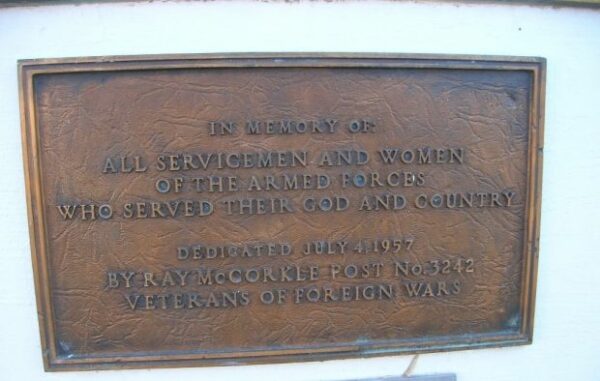 IN MEMORY OF:
ALL SERVICEMEN AND WOMEN
OF THE ARMED FORCES
WHO SERVED THEIR GOD AND COUNTRY
DEDICATED JULY 4, 1957
BY RAY McCORKLE POST No. 3242
VETERANS OF FOREIGN WARS